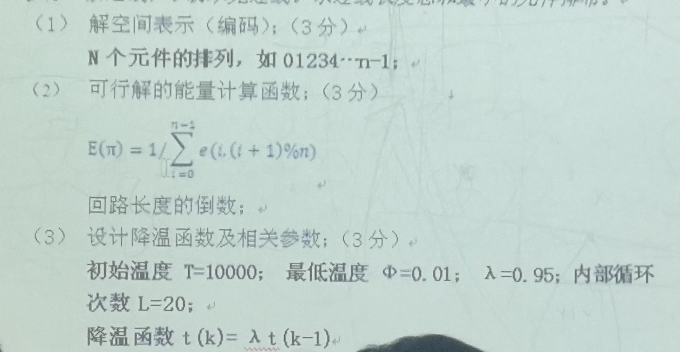 （1） 解空间表示（编码）；（3 分）
N 个元件的排列，如 01234…n-1；
（2） 可行解的能量计算函数；（3 分）
E(π) = 1/∑_{i=0}^{n-1} e(i.(i + 1)%n)
回路长度的倒数；
（3） 设计降温函数及相关参数；（3 分）
初始温度 T=10000； 最低温度 Φ=0.01； λ=0.95；内部循环
次数 L=20；
降温函数 t(k)= λt(k-1)